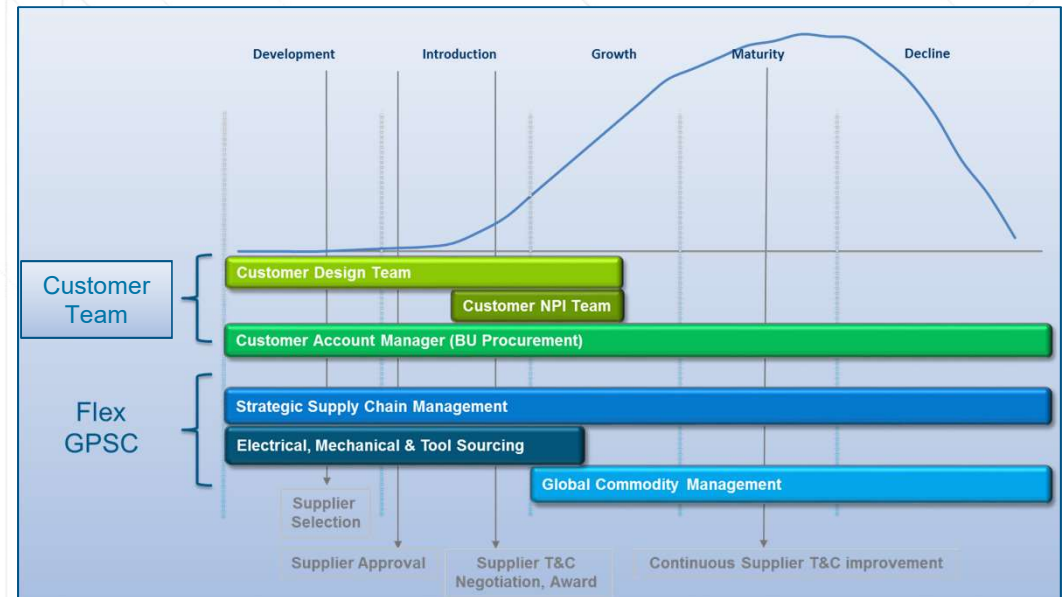 Development
Introduction
Growth
Maturity
Decline
Customer
Team
Customer Design Team
Customer NPI Team
Customer Account Manager (BU Procurement)
Flex
GPSC
Strategic Supply Chain Management
Electrical, Mechanical & Tool Sourcing
Global Commodity Management
Supplier
Selection
Supplier Approval
Supplier T&C
Negotiation, Award
Continuous Supplier T&C improvement